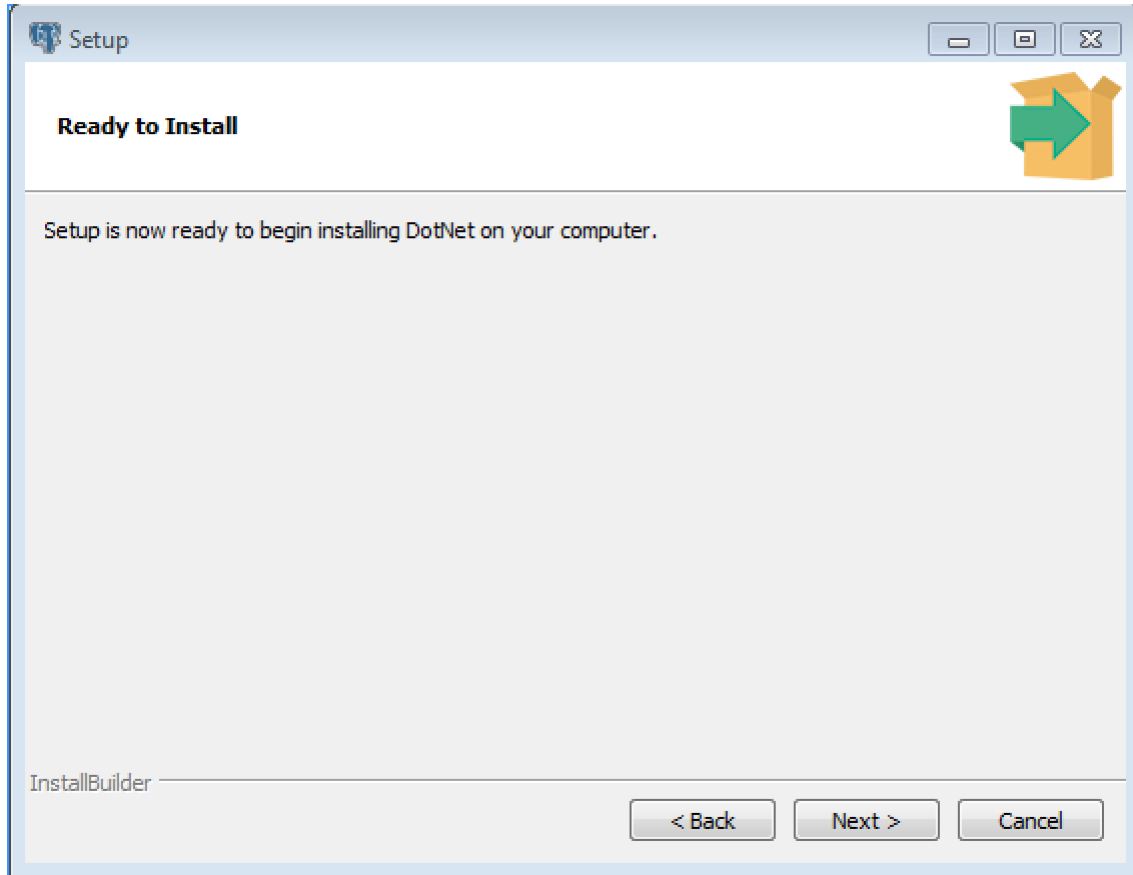 Setup
Ready to Install
Setup is now ready to begin installing DotNet on your computer.
InstallBuilder
< Back Next > Cancel